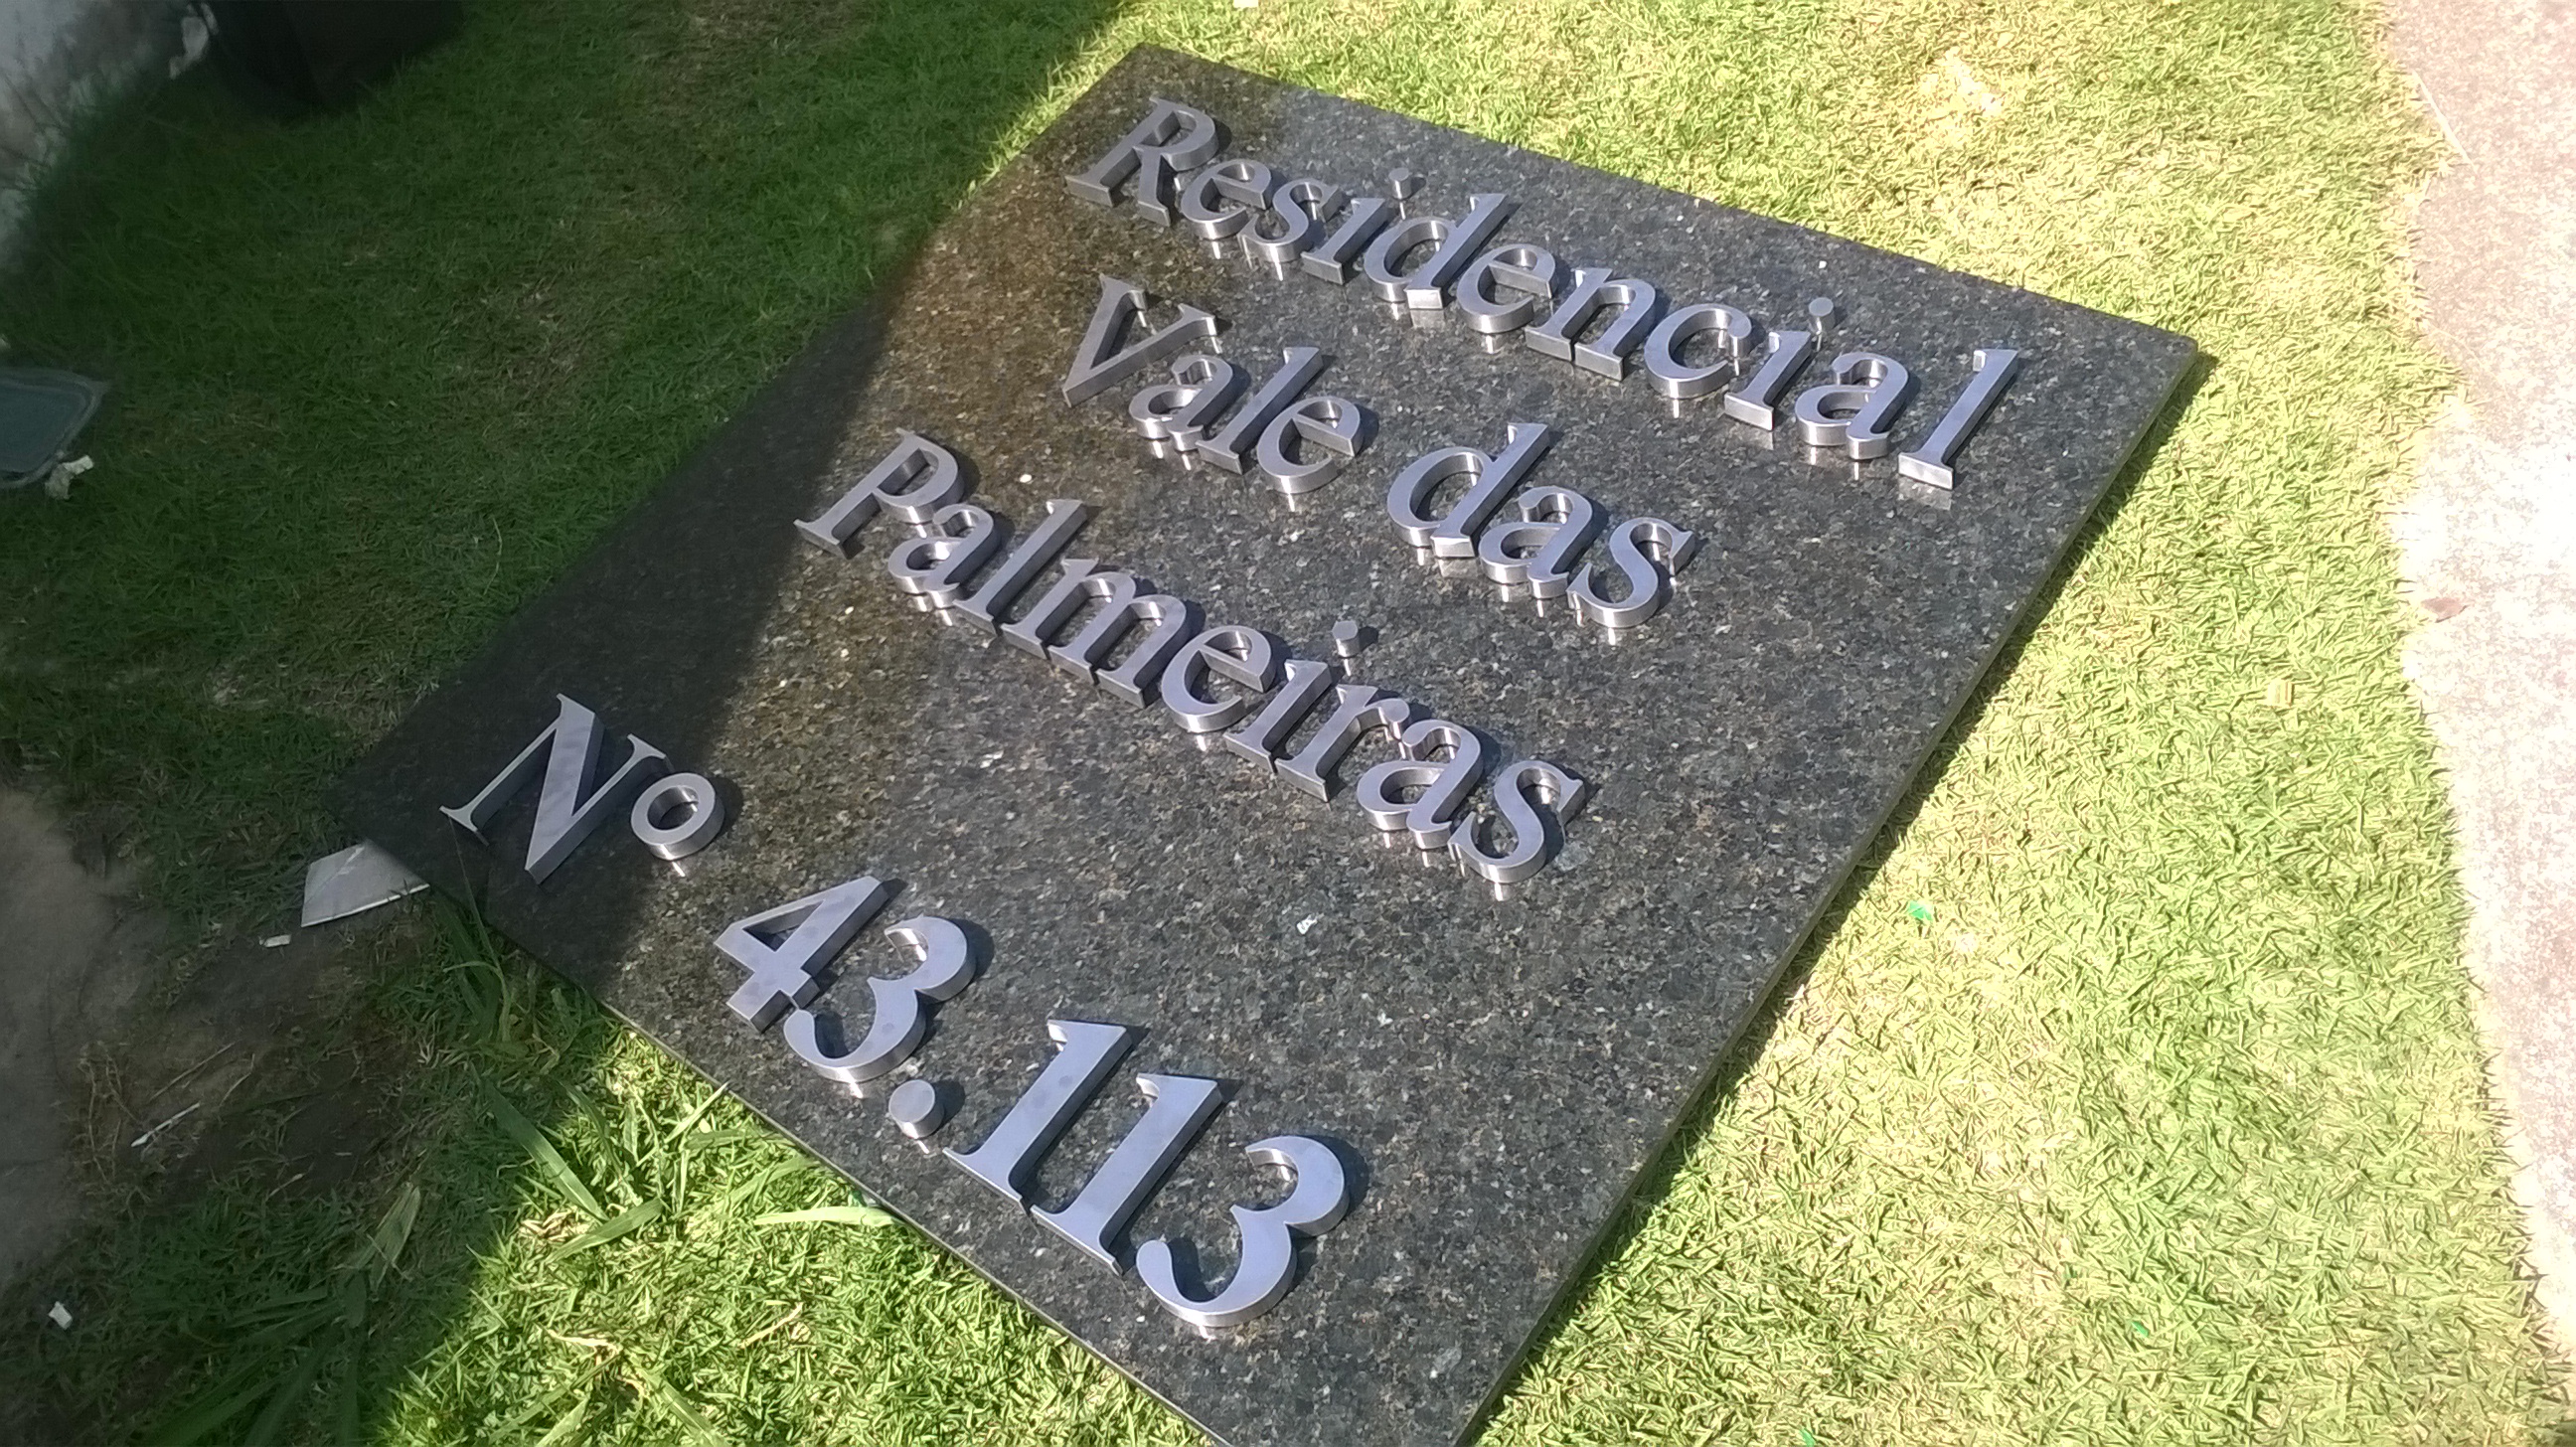 Residencial
Vale das
Palmeiras
Nº 43.113